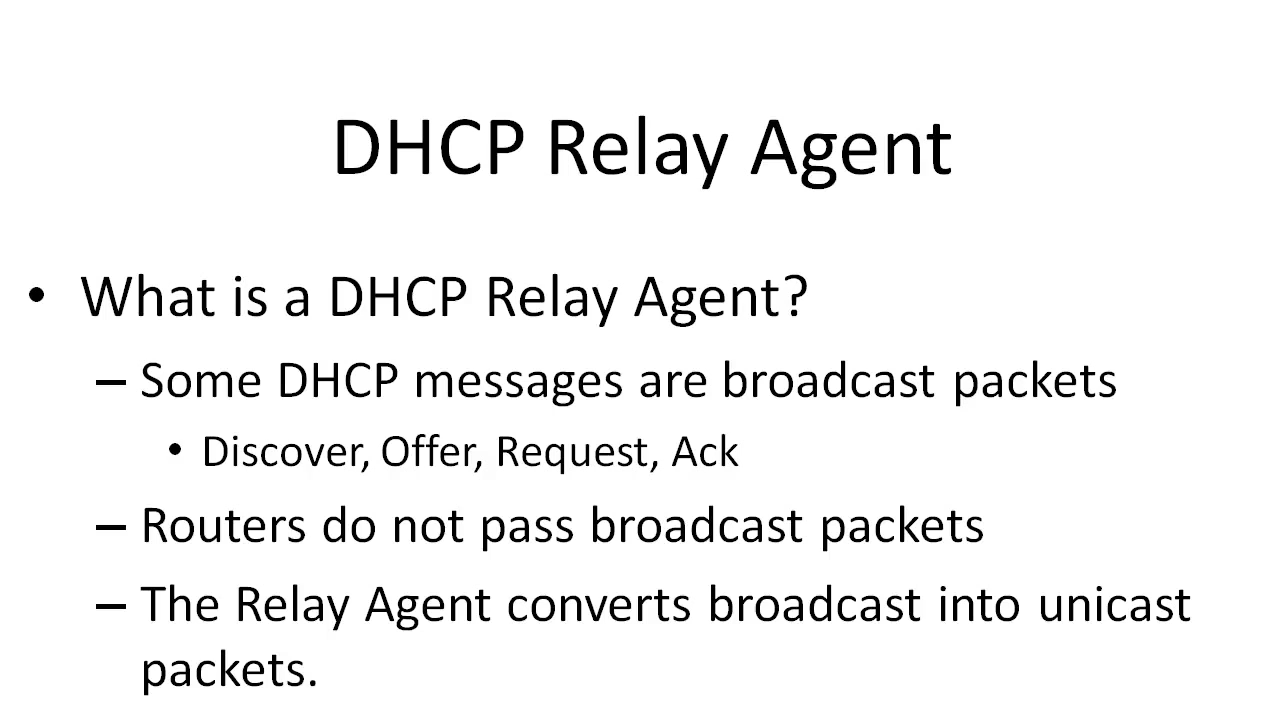 DHCP Relay Agent
• What is a DHCP Relay Agent?
– Some DHCP messages are broadcast packets
• Discover, Offer, Request, Ack
– Routers do not pass broadcast packets
– The Relay Agent converts broadcast into unicast
packets.